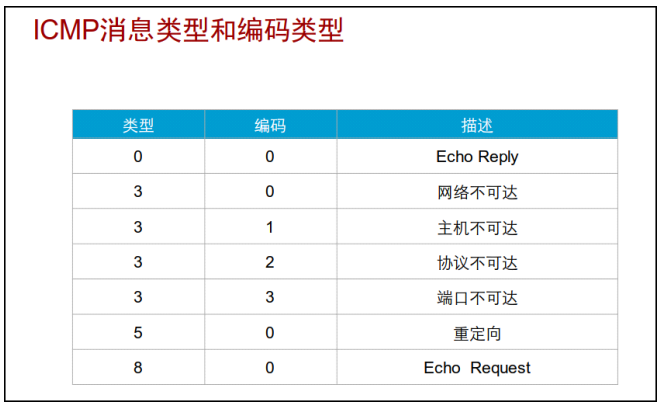 ICMP消息类型和编码类型
类型 编码 描述
0 0 Echo Reply
3 0 网络不可达
3 1 主机不可达
3 2 协议不可达
3 3 端口不可达
5 0 重定向
8 0 Echo Request